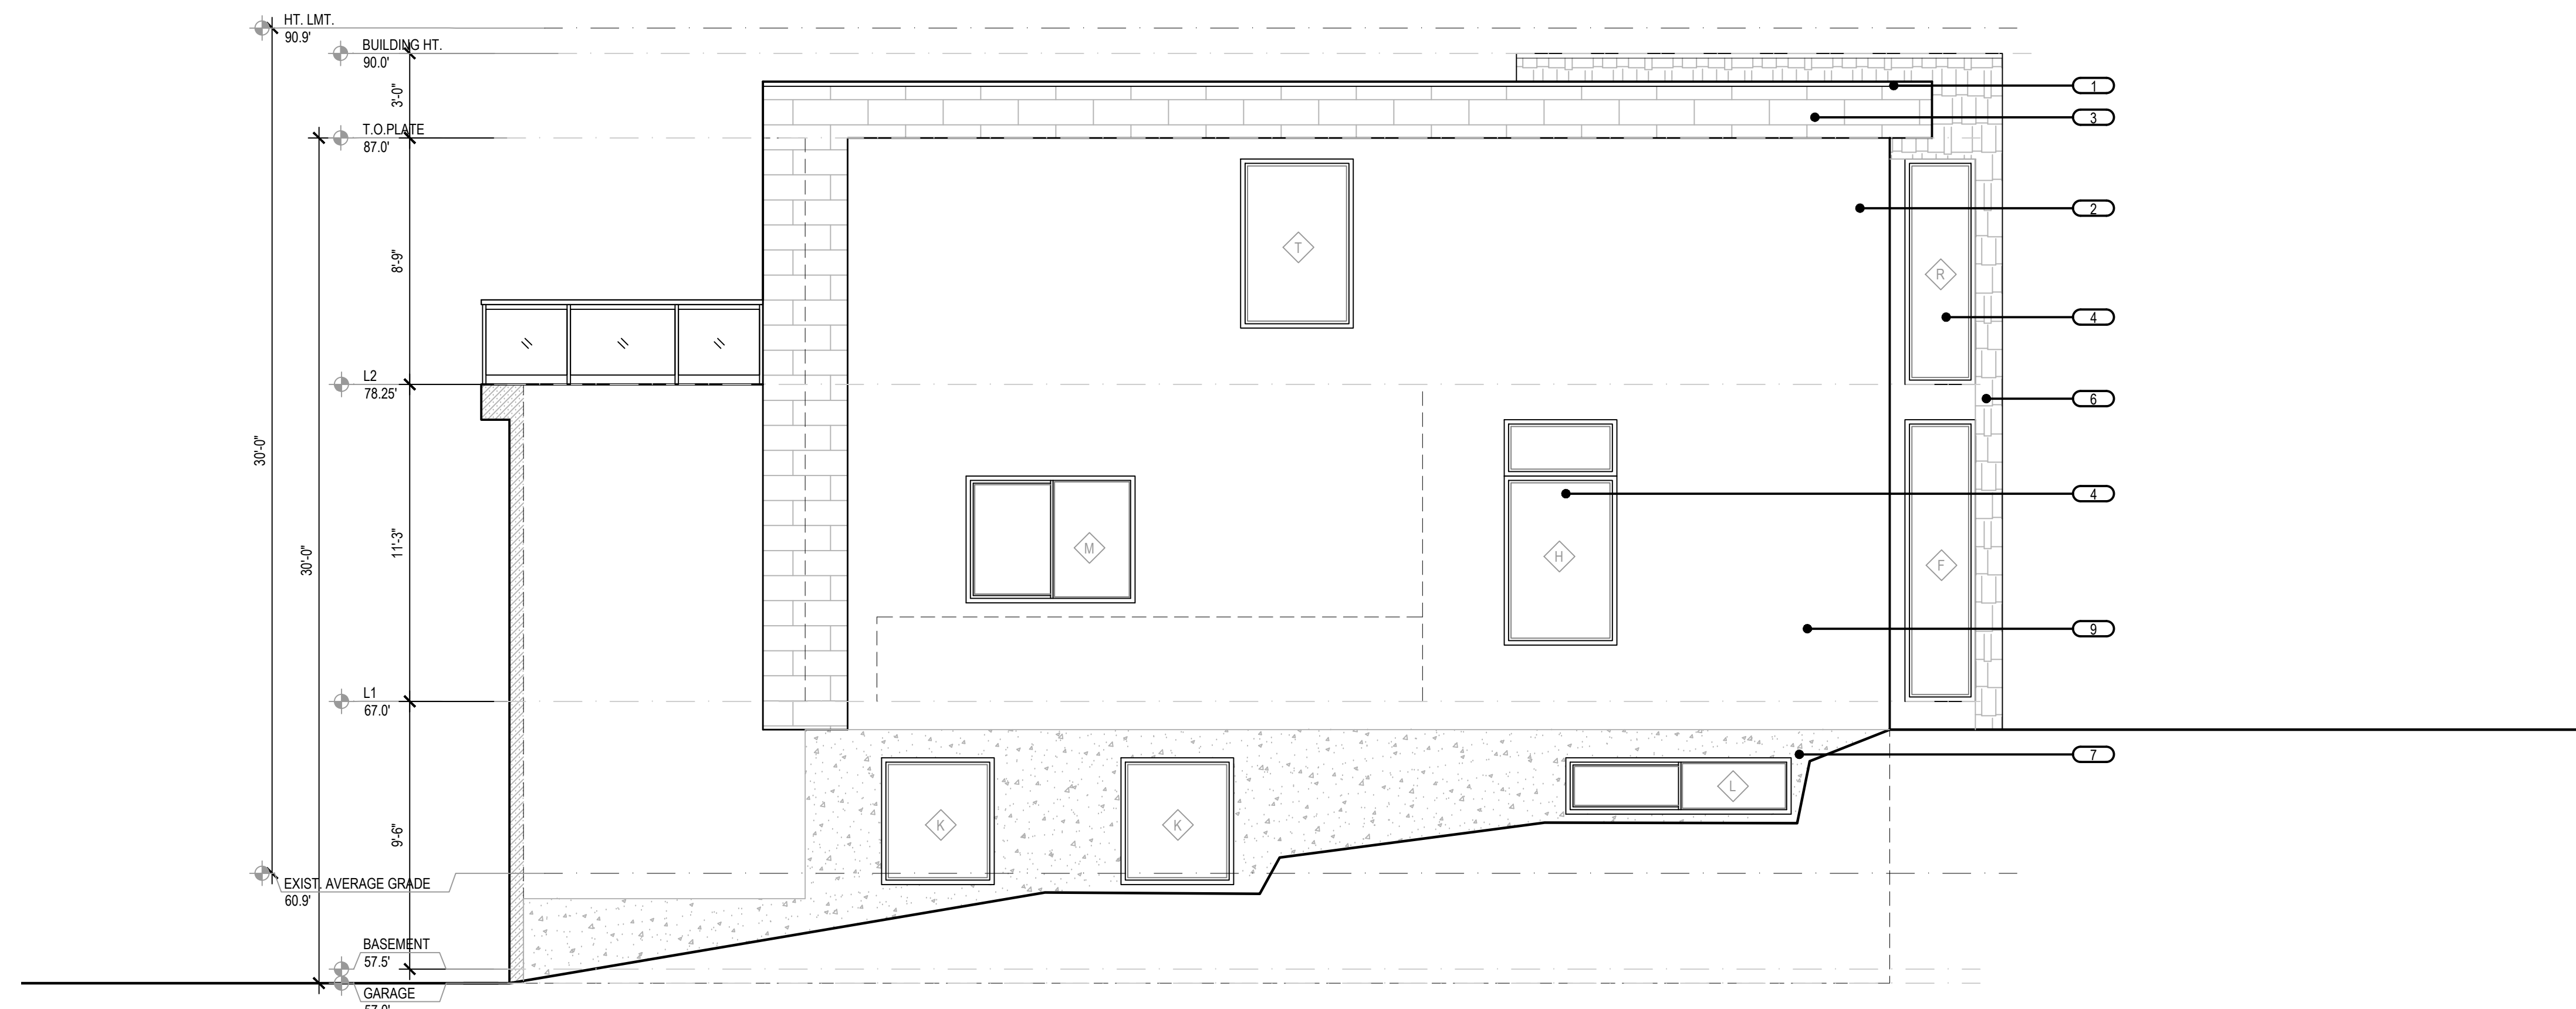 HT. LMT.
90.9'
BUILDING HT.
90.0'
3'-0"
T.O.PLATE
87.0'
8'-9"
L2
78.25'
30'-0"
30'-0"
11'-3"
L1
67.0'
9'-6"
EXIST. AVERAGE GRADE
60.9'
BASEMENT
57.5'
GARAGE
57.0'
T
R
M
H
F
K
K
L
1
3
2
4
6
4
9
7